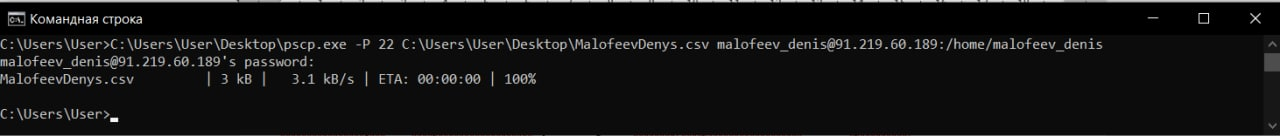 Командная строка
C:\Users\User>C:\Users\User\Desktop\pscp.exe -P 22 C:\Users\User\Desktop\MalofeevDenys.csv malofeev_denis@91.219.60.189:/home/malofeev_denis
malofeev_denis@91.219.60.189's password:
MalofeevDenys.csv         | 3 kB |   3.1 kB/s | ETA: 00:00:00 | 100%
C:\Users\User>